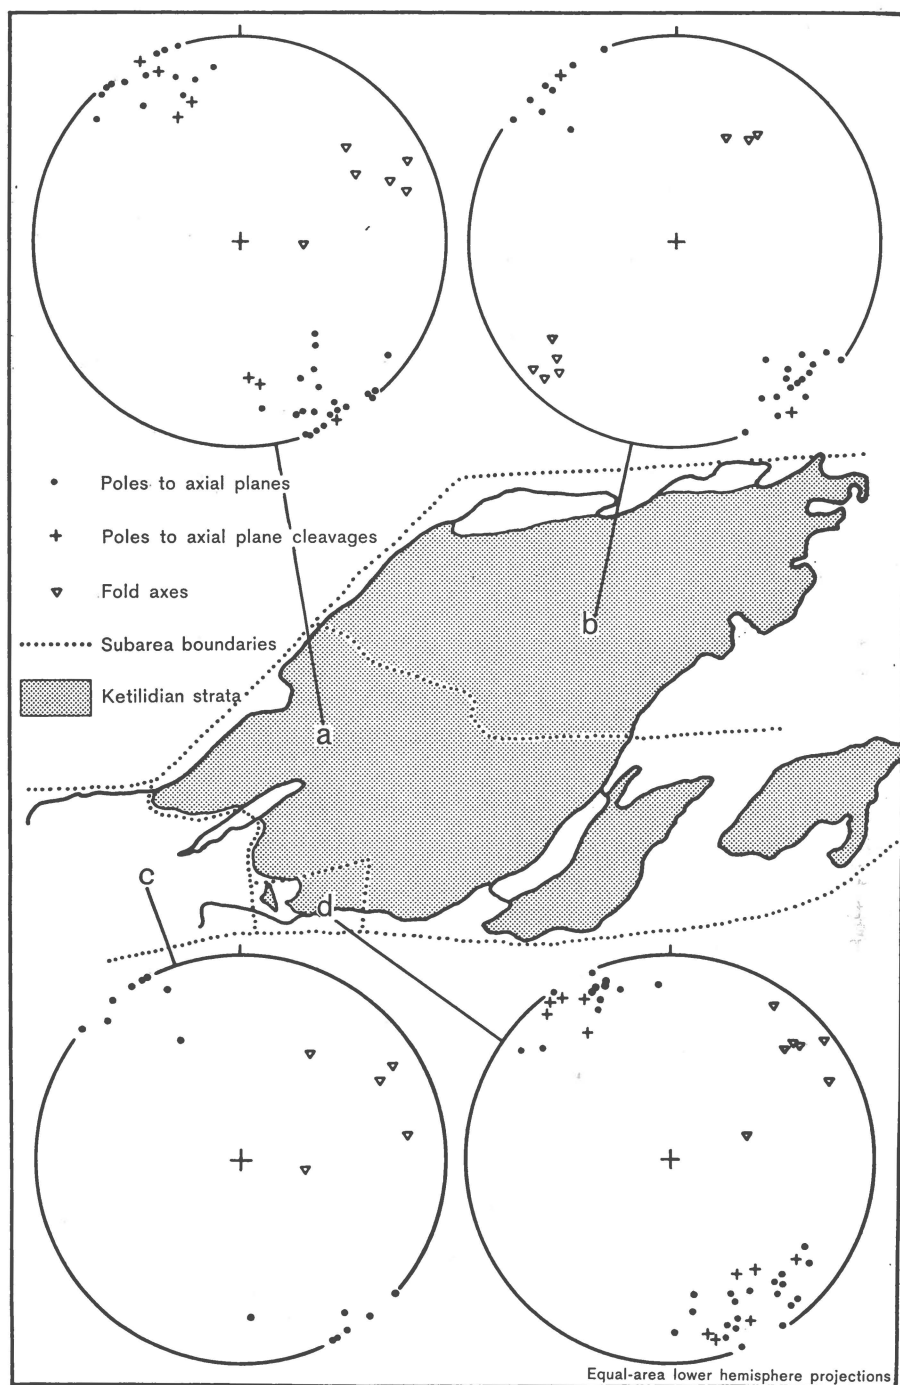 Poles to axial planes
Poles to axial plane cleavages
Fold axes
Subarea boundaries
Ketilidian strata
a
b
c
d
Equal-area lower hemisphere projections